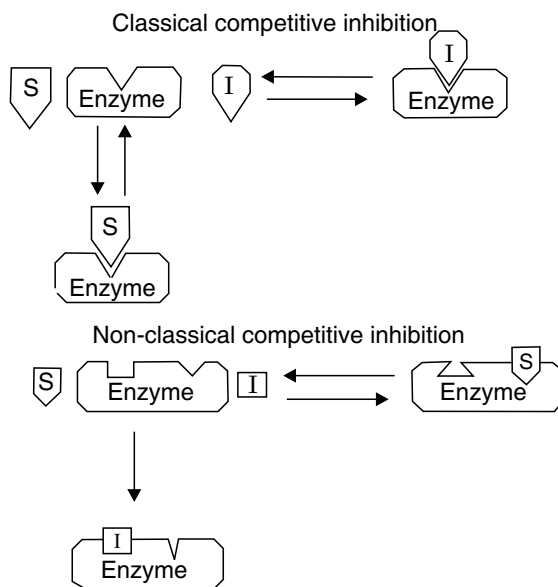 Classical competitive inhibition
S Enzyme I I Enzyme
S
Enzyme
Non-classical competitive inhibition
S Enzyme I S Enzyme
I
Enzyme